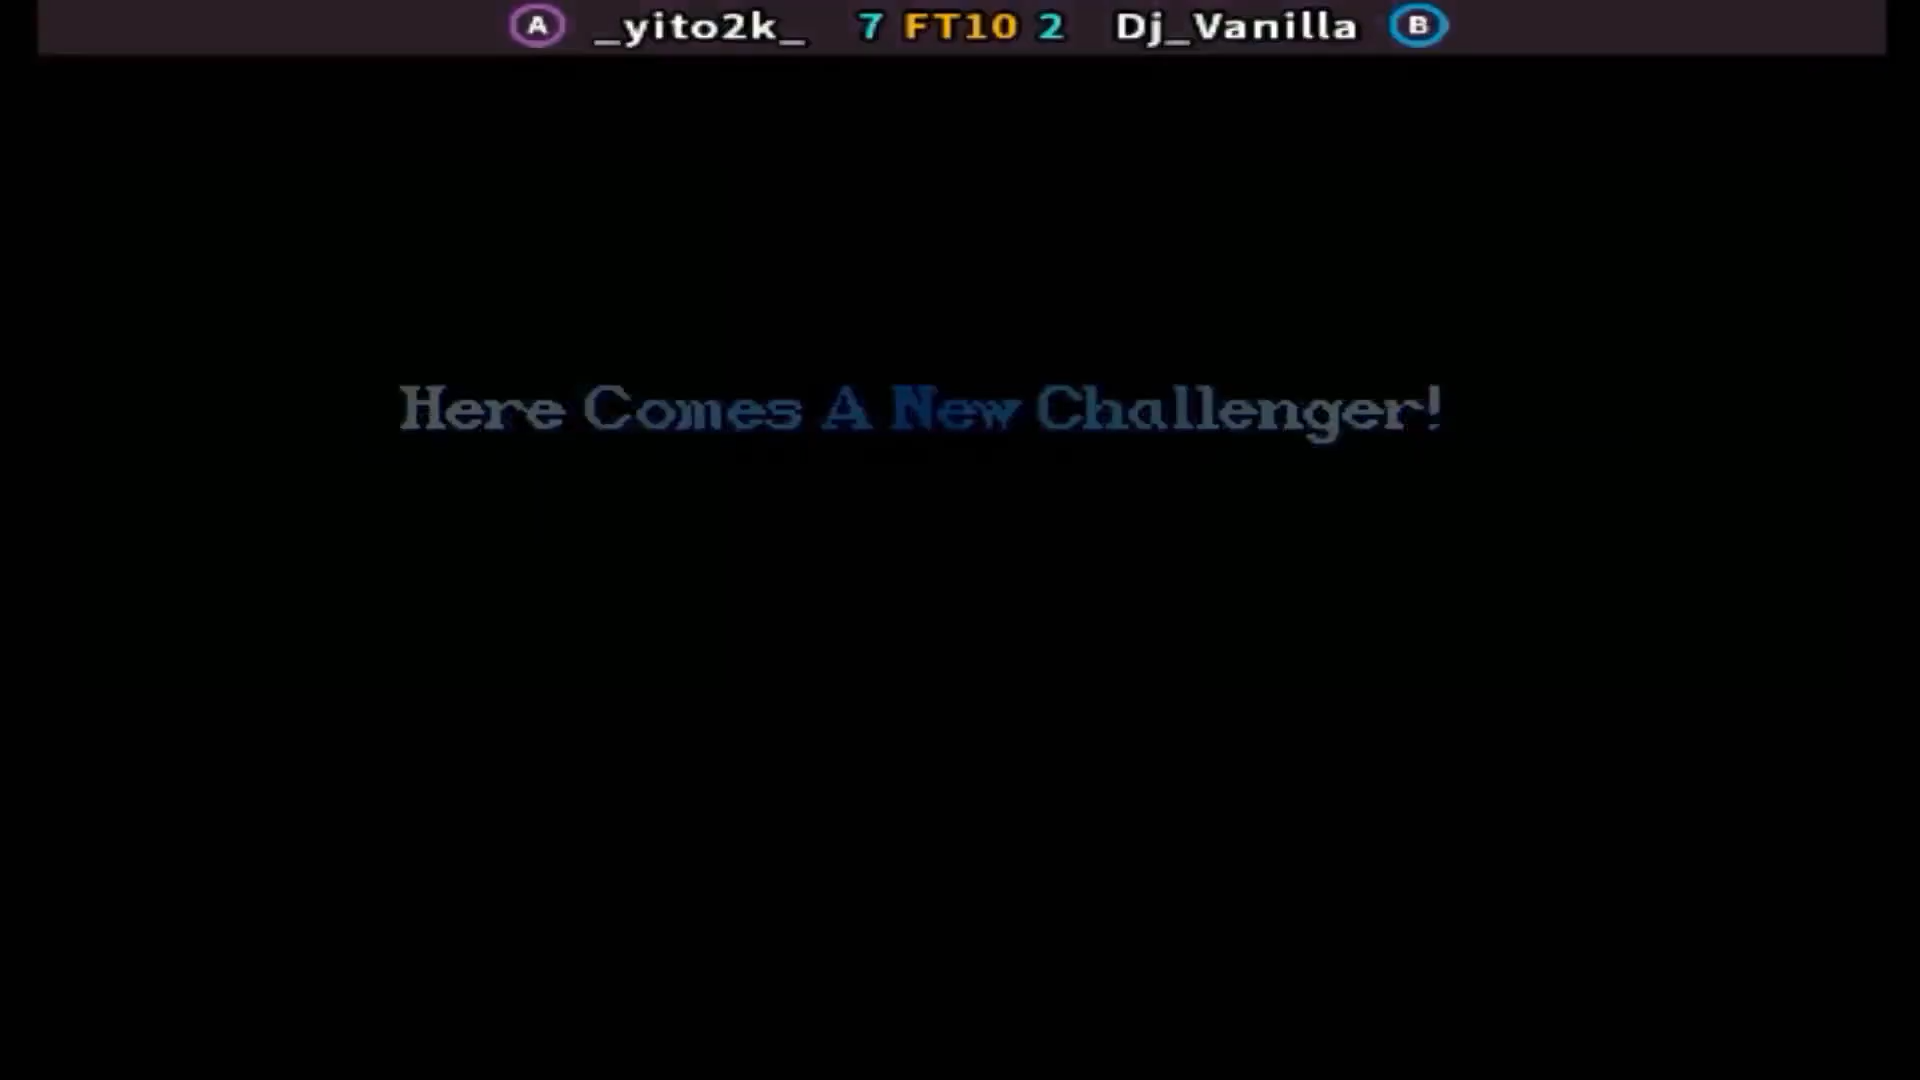 A _yito2k_ 7 FT10 2 Dj_Vanilla B
Here Comes A New Challenger!